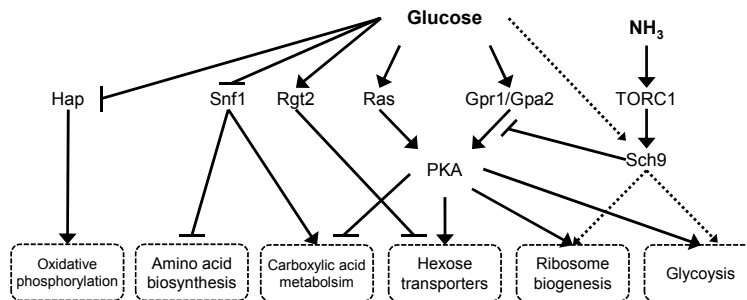 Glucose
NH3
Hap
Snf1
Rgt2
Ras
Gpr1/Gpa2
TORC1
Sch9
PKA
Oxidative
phosphorylation
Amino acid
biosynthesis
Carboxylic acid
metabolsim
Hexose
transporters
Ribosome
biogenesis
Glycoysis